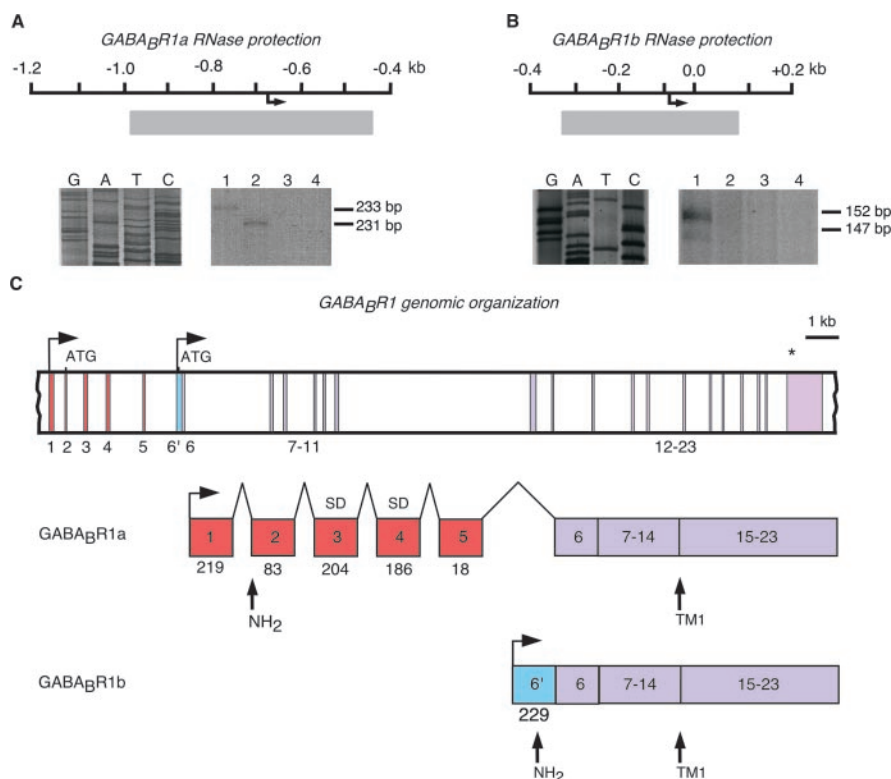 A
GABABR1a RNase protection
-1.2 -1.0 -0.8 -0.6 -0.4 kb
G A T C 1 2 3 4
233 bp
231 bp
B
GABABR1b RNase protection
-0.4 -0.2 0.0 +0.2 kb
G A T C 1 2 3 4
152 bp
147 bp
C
GABABR1 genomic organization
1 kb
ATG ATG *
1 2 3 4 5 6' 6 7-11 12-23
SD SD
GABABR1a 1 2 3 4 5 6 7-14 15-23
219 83 204 186 18
NH2 TM1
GABABR1b 6' 6 7-14 15-23
229
NH2 TM1